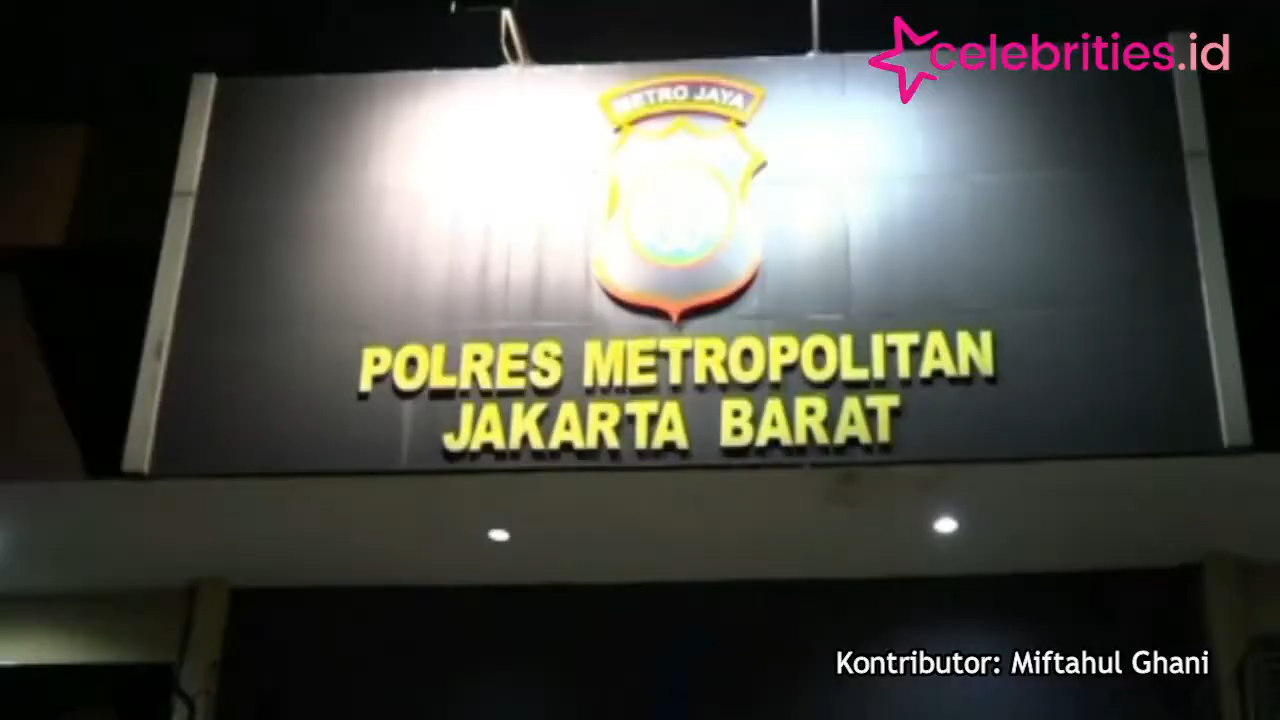 celebrities.id
METRO JAYA
POLRES METROPOLITAN
JAKARTA BARAT
Kontributor: Miftahul Ghani